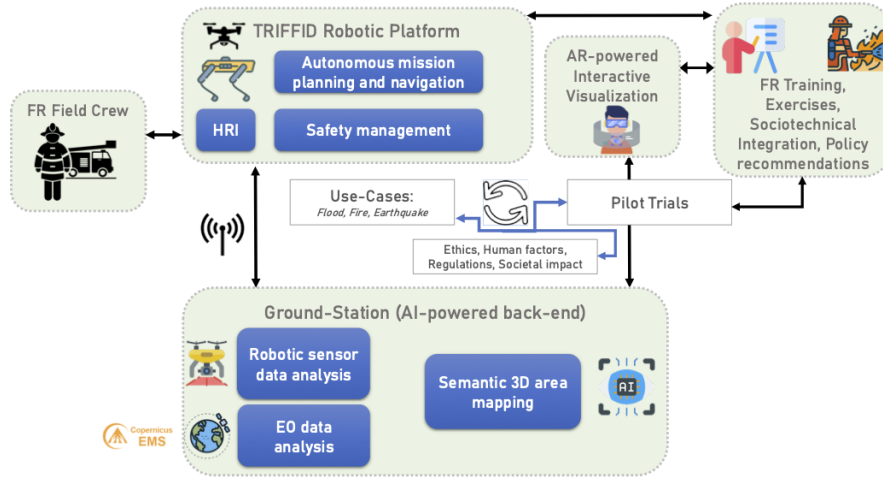 TRIFFID Robotic Platform
Autonomous mission
planning and navigation
HRI
Safety management
FR Field Crew
AR-powered
Interactive
Visualization
FR Training,
Exercises,
Sociotechnical
Integration, Policy
recommendations
Use-Cases:
Flood, Fire, Earthquake
Pilot Trials
Ethics, Human factors,
Regulations, Societal impact
Ground-Station (AI-powered back-end)
Robotic sensor
data analysis
Semantic 3D area
mapping
AI
EO data
analysis
Copernicus
EMS